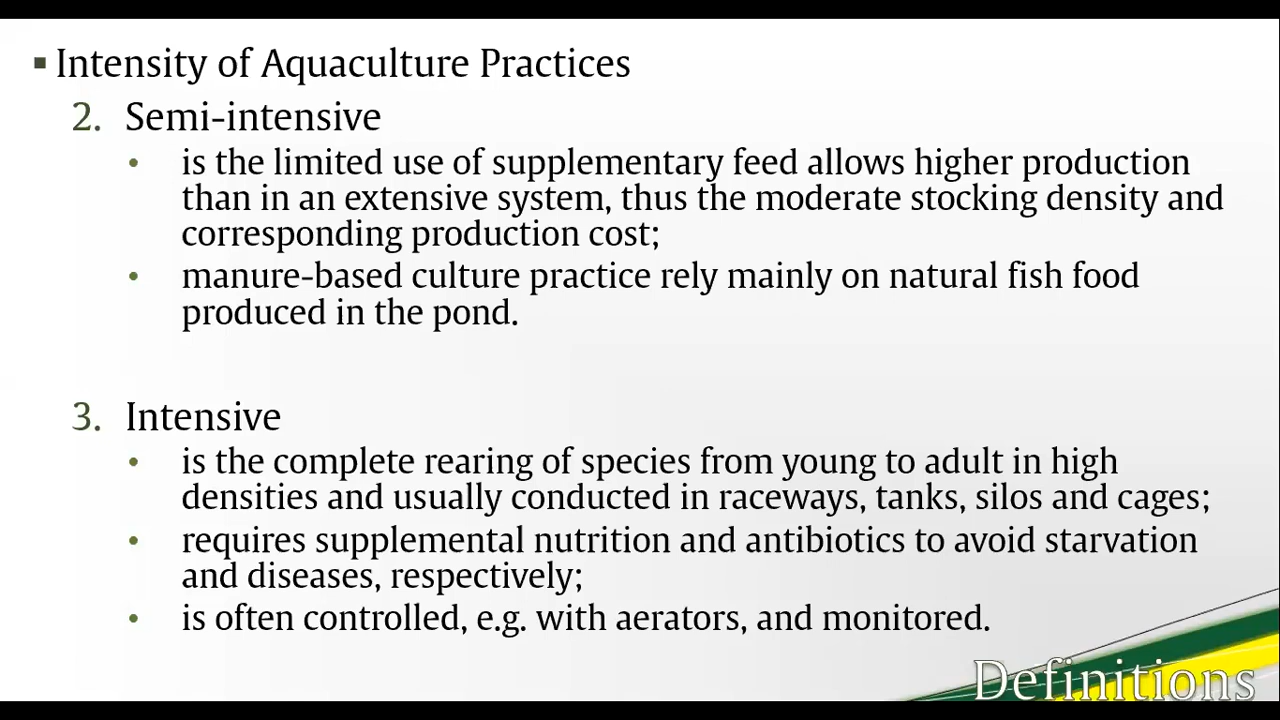 ▪ Intensity of Aquaculture Practices
2. Semi-intensive
• is the limited use of supplementary feed allows higher production
than in an extensive system, thus the moderate stocking density and
corresponding production cost;
• manure-based culture practice rely mainly on natural fish food
produced in the pond.
3. Intensive
• is the complete rearing of species from young to adult in high
densities and usually conducted in raceways, tanks, silos and cages;
• requires supplemental nutrition and antibiotics to avoid starvation
and diseases, respectively;
• is often controlled, e.g. with aerators, and monitored.
Definitions